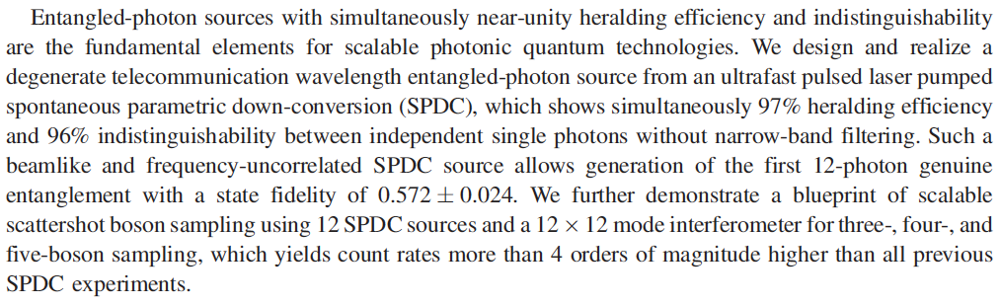 Entangled-photon sources with simultaneously near-unity heralding efficiency and indistinguishability
are the fundamental elements for scalable photonic quantum technologies. We design and realize a
degenerate telecommunication wavelength entangled-photon source from an ultrafast pulsed laser pumped
spontaneous parametric down-conversion (SPDC), which shows simultaneously 97% heralding efficiency
and 96% indistinguishability between independent single photons without narrow-band filtering. Such a
beamlike and frequency-uncorrelated SPDC source allows generation of the first 12-photon genuine
entanglement with a state fidelity of 0.572 ± 0.024. We further demonstrate a blueprint of scalable
scattershot boson sampling using 12 SPDC sources and a 12 × 12 mode interferometer for three-, four-, and
five-boson sampling, which yields count rates more than 4 orders of magnitude higher than all previous
SPDC experiments.